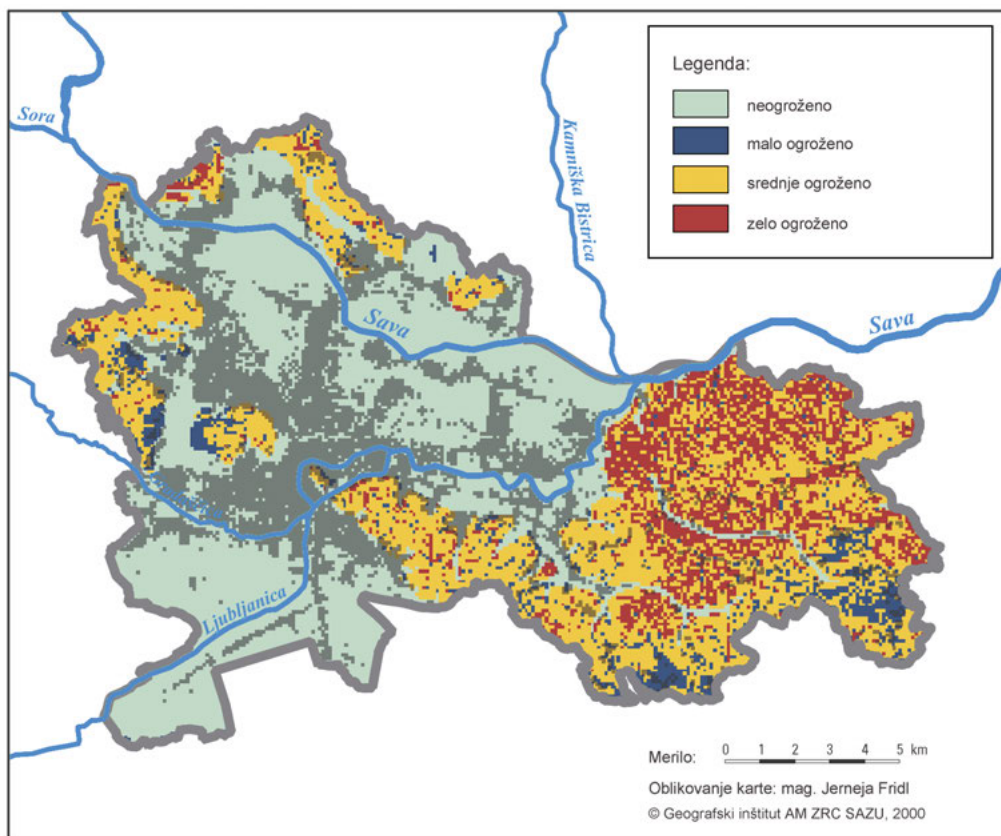 Legenda:
neogroženo
malo ogroženo
srednje ogroženo
zelo ogroženo
Sora
Kamniška Bistrica
Sava
Sava
Ljubljanica
Merilo: 0 1 2 3 4 5 km
Oblikovanje karte: mag. Jerneja Fridl
© Geografski inštitut AM ZRC SAZU, 2000